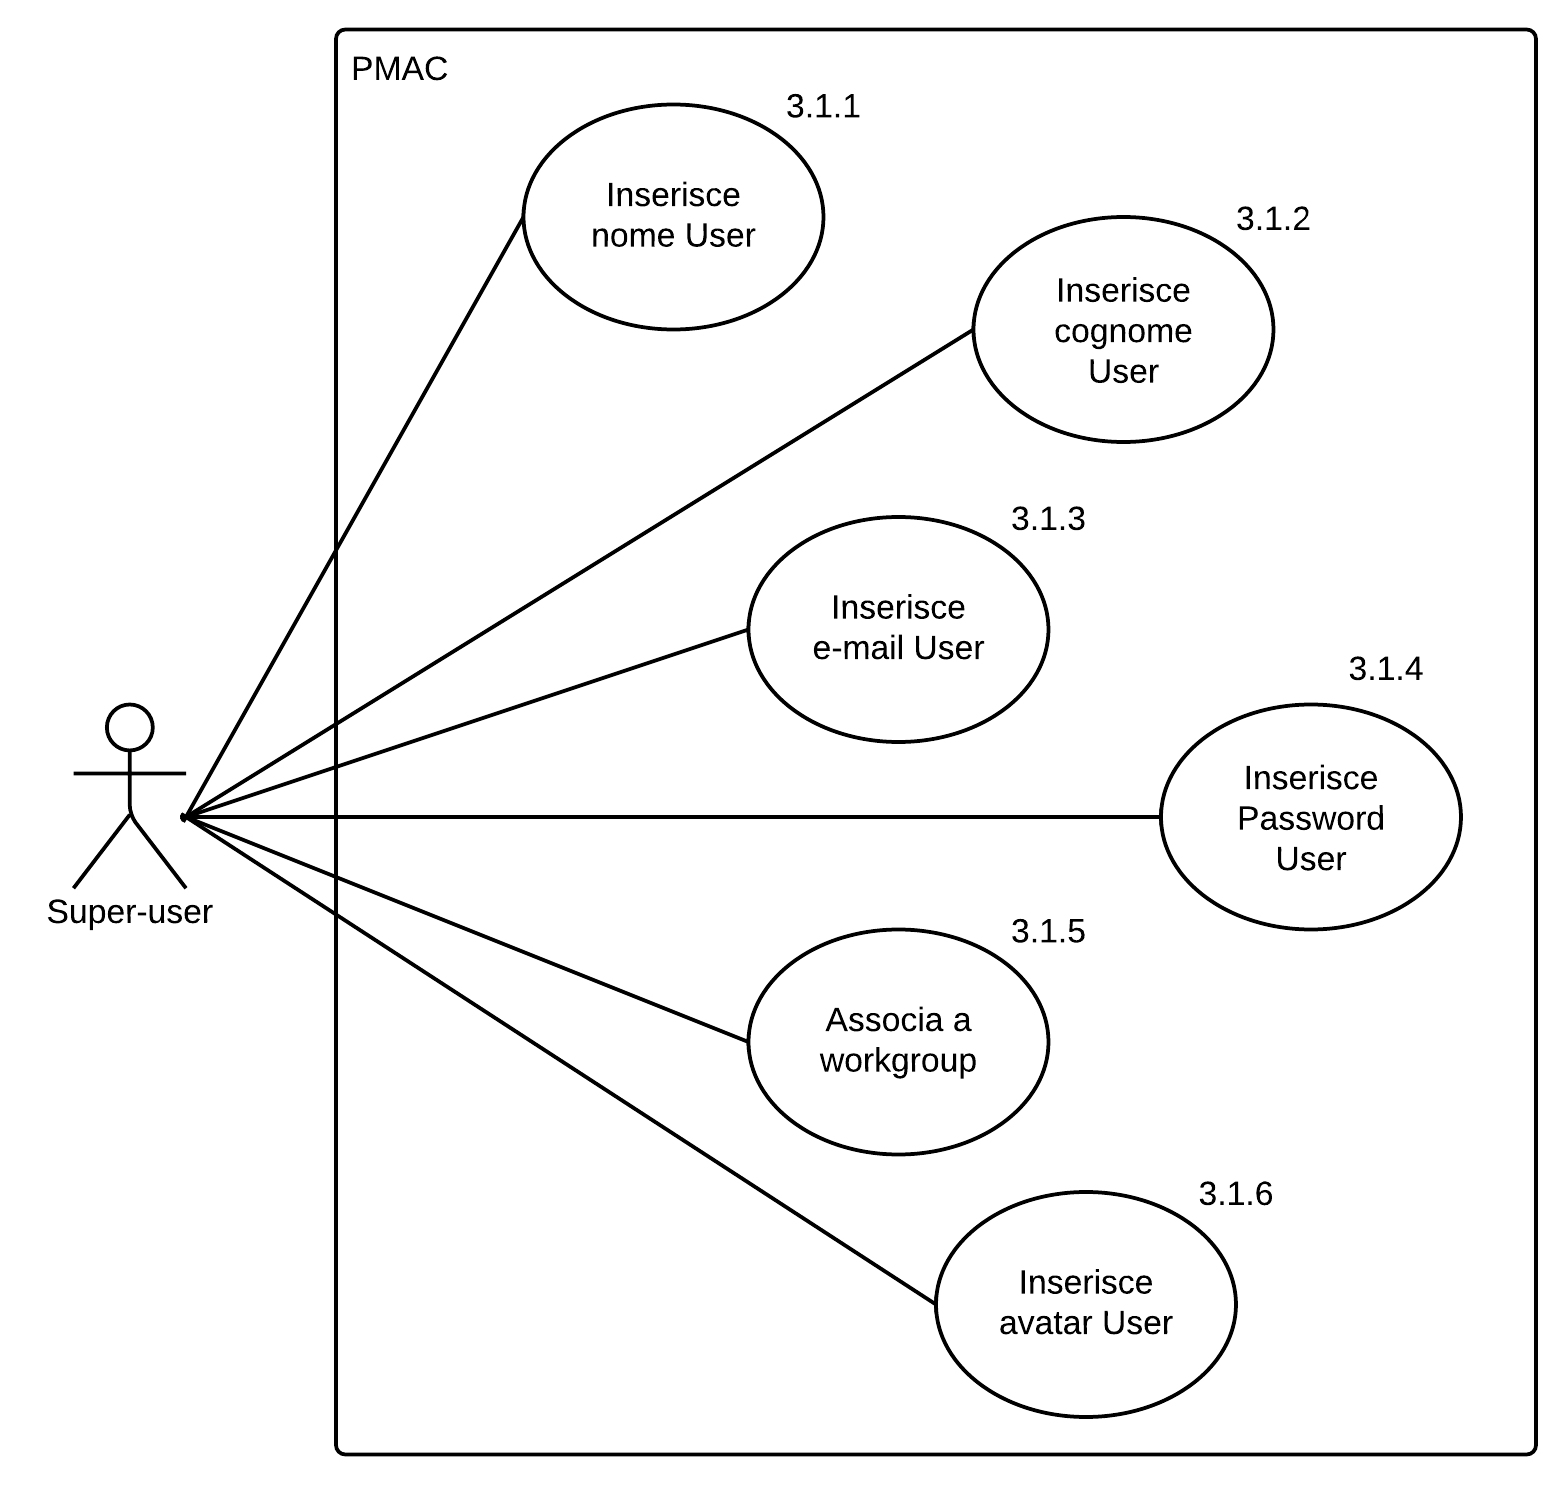 PMAC
3.1.1
Inserisce
nome User
3.1.2
Inserisce
cognome
User
3.1.3
Inserisce
e-mail User
3.1.4
Inserisce
Password
User
Super-user
3.1.5
Associa a
workgroup
3.1.6
Inserisce
avatar User